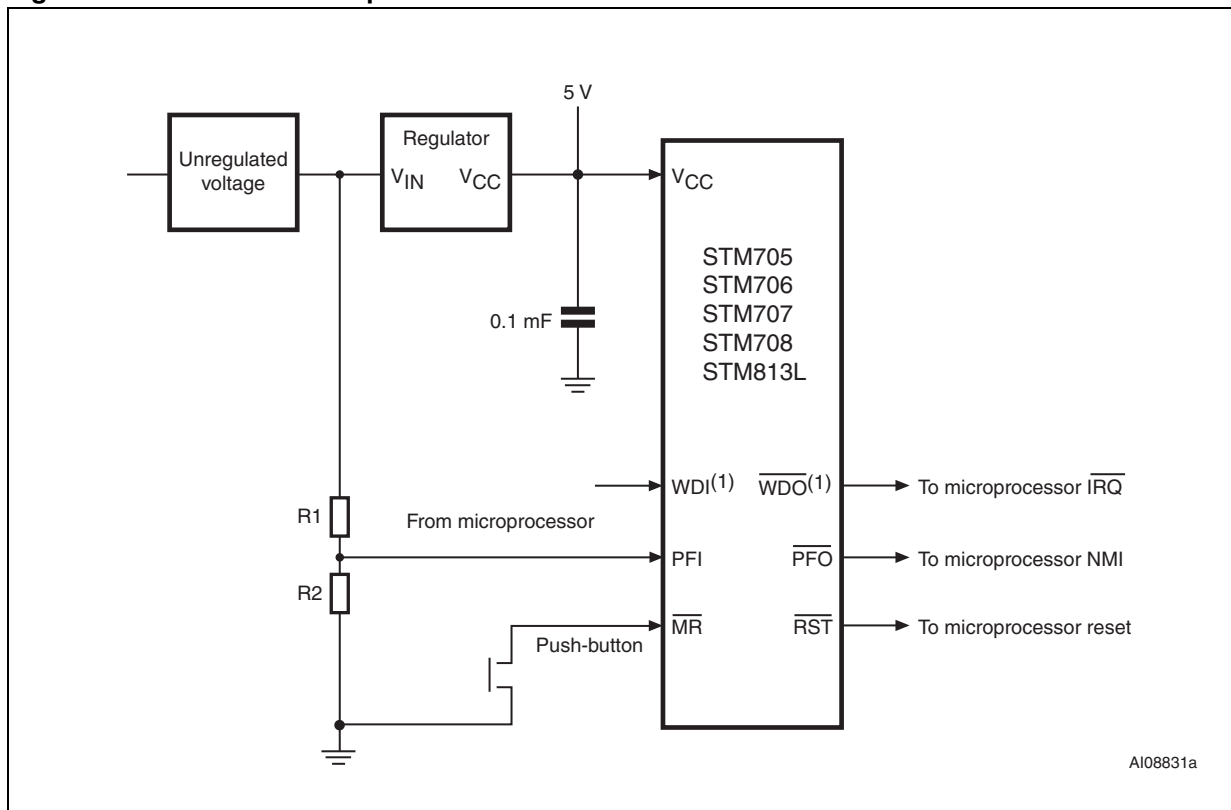 5 V
Unregulated
voltage
Regulator
VIN VCC
VCC
STM705
STM706
STM707
STM708
STM813L
0.1 mF
WDI(1) WDO(1) To microprocessor IRQ
R1
From microprocessor
PFI PFO To microprocessor NMI
R2
MR RST To microprocessor reset
Push-button
AI08831a